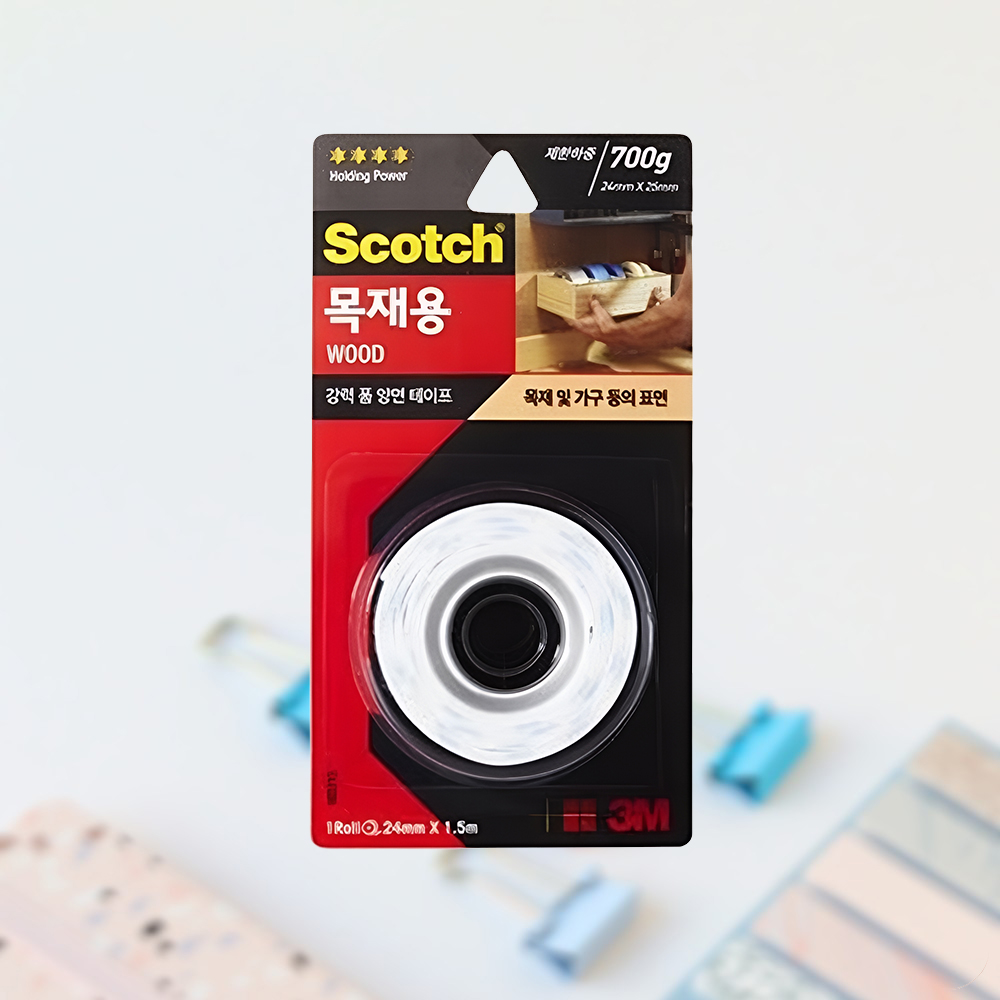 Holding Power
제한하중
700g
24mm X 25mm
Scotch®
목재용
WOOD
강력 폼 양면 테이프
목재 및 가구 등의 표면
1Roll 24mm X 1.5m
3M